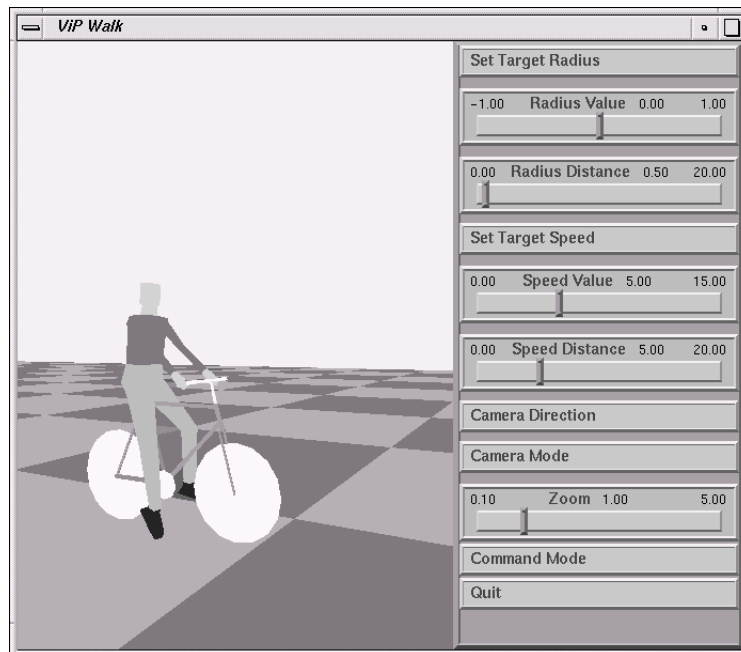 ViP Walk
Set Target Radius
-1.00 Radius Value 0.00 1.00
0.00 Radius Distance 0.50 20.00
Set Target Speed
0.00 Speed Value 5.00 15.00
0.00 Speed Distance 5.00 20.00
Camera Direction
Camera Mode
0.10 Zoom 1.00 5.00
Command Mode
Quit